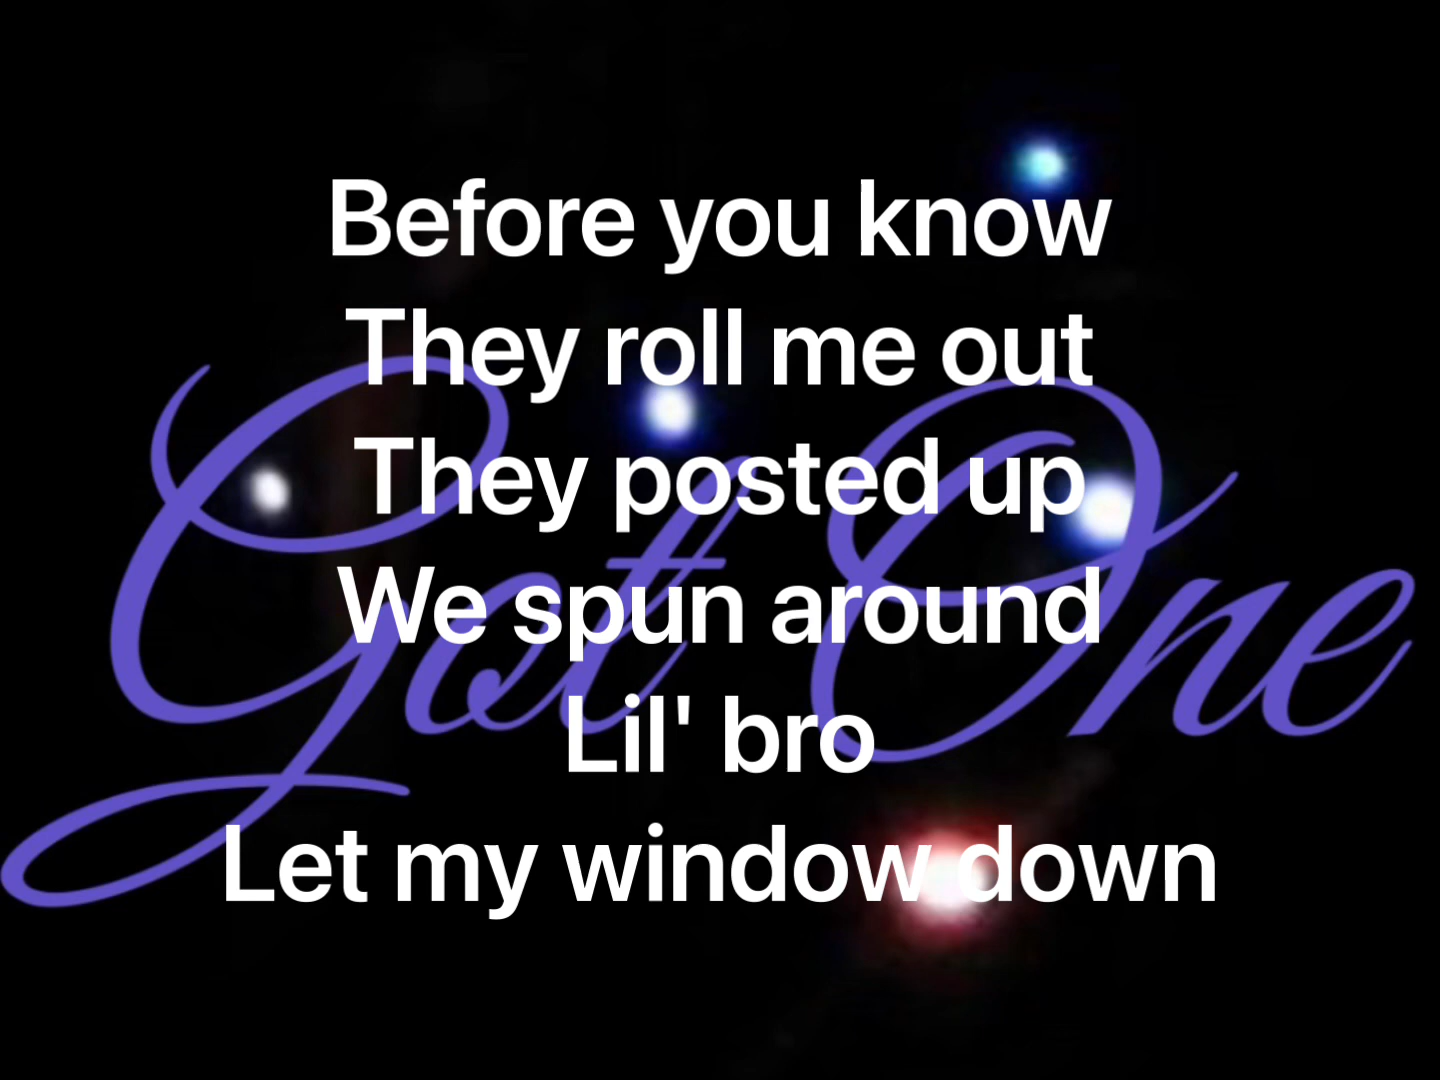 Before you know
They roll me out
They posted up
We spun around
Lil' bro
Let my window down
Got One